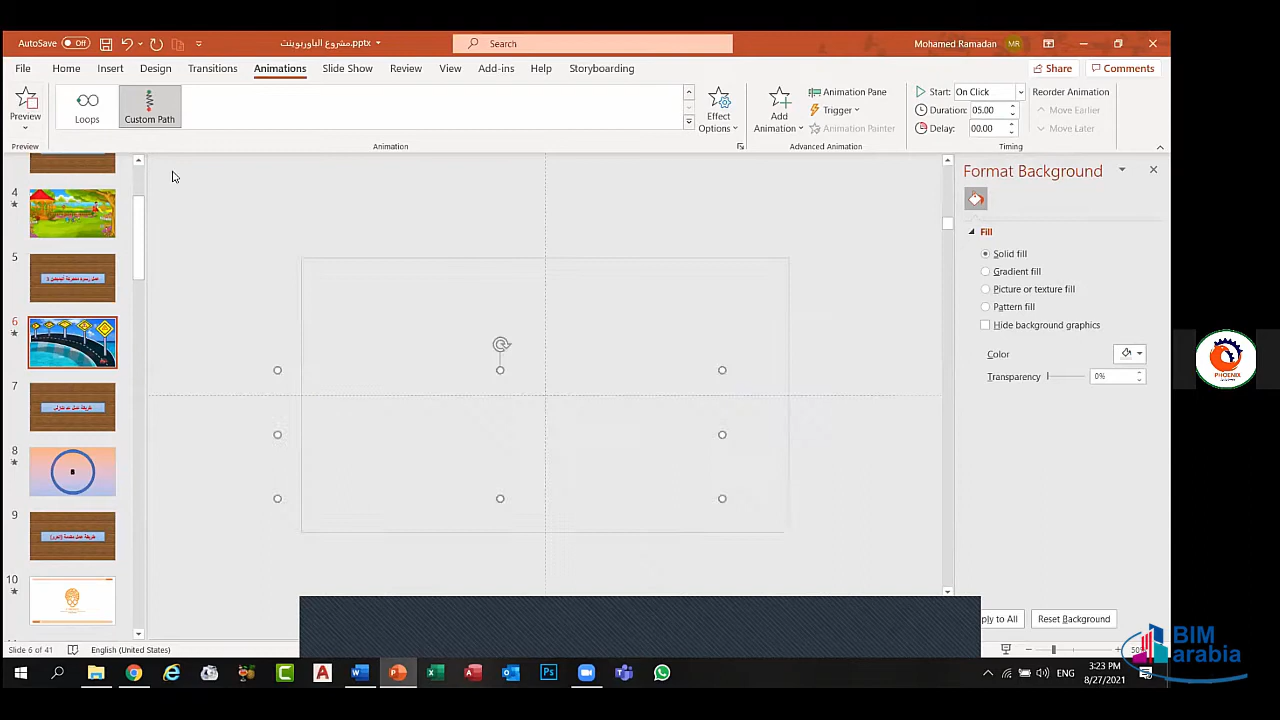 AutoSave Off
مشروع الباوربوينت.pptx
Search
Mohamed Ramadan MR
File Home Insert Design Transitions Animations Slide Show Review View Add-ins Help Storyboarding
Share Comments
Preview
Loops
Custom Path
Effect Options
Add Animation
Animation Pane
Trigger
Animation Painter
Start: On Click
Duration: 05.00
Delay: 00.00
Reorder Animation
Move Earlier
Move Later
Preview Animation Advanced Animation Timing
4
5
6
7
8
9
10
Format Background
Fill
Solid fill
Gradient fill
Picture or texture fill
Pattern fill
Hide background graphics
Color
Transparency 0%
PHOENIX
ply to All Reset Background
Slide 6 of 41 English (United States)
BIM
arabia
ENG
3:23 PM
8/27/2021